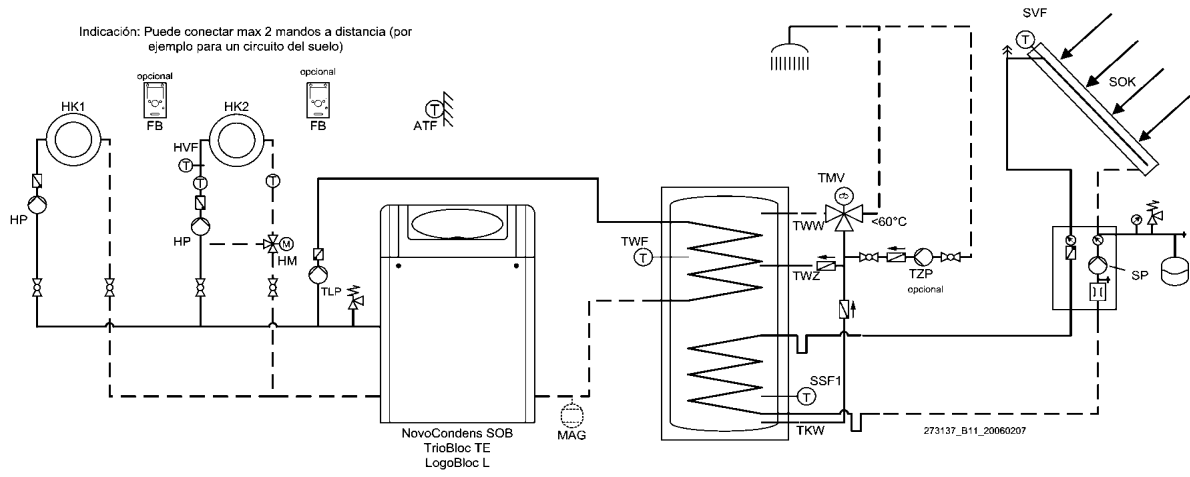 Indicación: Puede conectar max 2 mandos a distancia (por
ejemplo para un circuito del suelo)
SVF
T
SOK
opcional
opcional
HK1
HK2
FB
FB
T
ATF
HVF
T
T
T
TMV
HP
HP
M
HM
TWW
<60°C
TWF
T
TWZ
TZP
opcional
SP
TLP
SSF1
T
TKW
MAG
273137_B11_20060207
NovoCondens SOB
TrioBloc TE
LogoBloc L